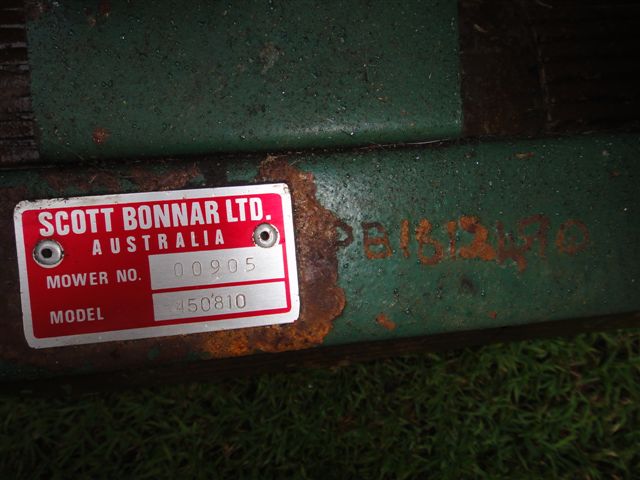 SCOTT BONNAR LTD.
AUSTRALIA
MOWER NO. 00905
MODEL 450810